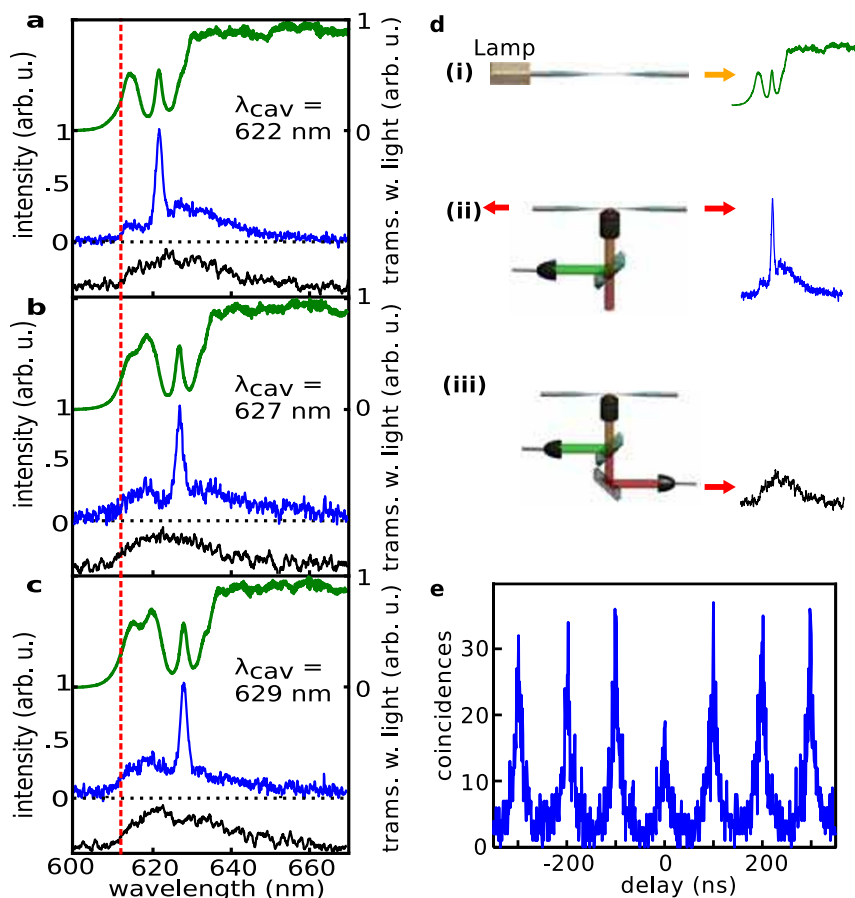 a
intensity (arb. u.)
1
.5
0
1
0
trams. w. light (arb. u.)
λcav =
622 nm
b
intensity (arb. u.)
1
.5
0
1
0
trams. w. light (arb. u.)
λcav =
627 nm
c
intensity (arb. u.)
1
.5
0
1
0
trams. w. light (arb. u.)
λcav =
629 nm
600 620 640 660
wavelength (nm)
d
Lamp
(i)
(ii)
(iii)
e
coincidences
30
20
10
0
-200 0 200
delay (ns)